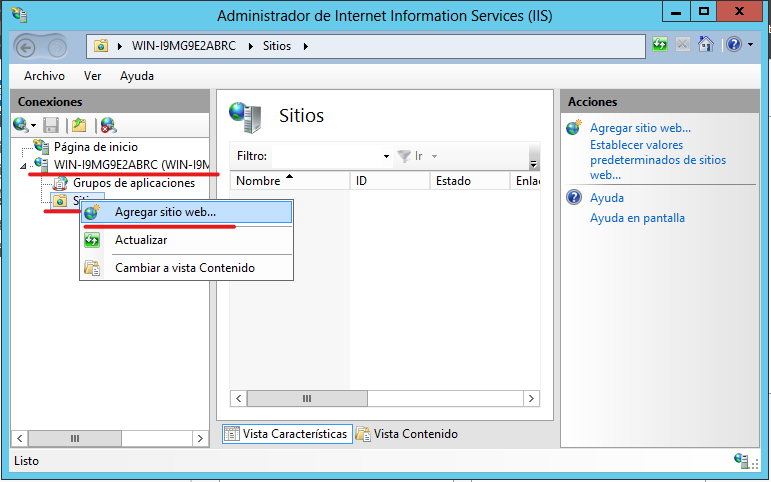 Administrador de Internet Information Services (IIS)
WIN-I9MG9E2ABRC
Sitios
Archivo
Ver
Ayuda
Conexiones
Página de inicio
WIN-I9MG9E2ABRC (WIN-I9M
Grupos de aplicaciones
Agregar sitio web...
Actualizar
Cambiar a vista Contenido
Sitios
Filtro:
Ir
Nombre
ID
Estado
Enlac
Vista Características
Vista Contenido
Acciones
Agregar sitio web...
Establecer valores
predeterminados de sitios
web...
Ayuda
Ayuda en pantalla
Listo